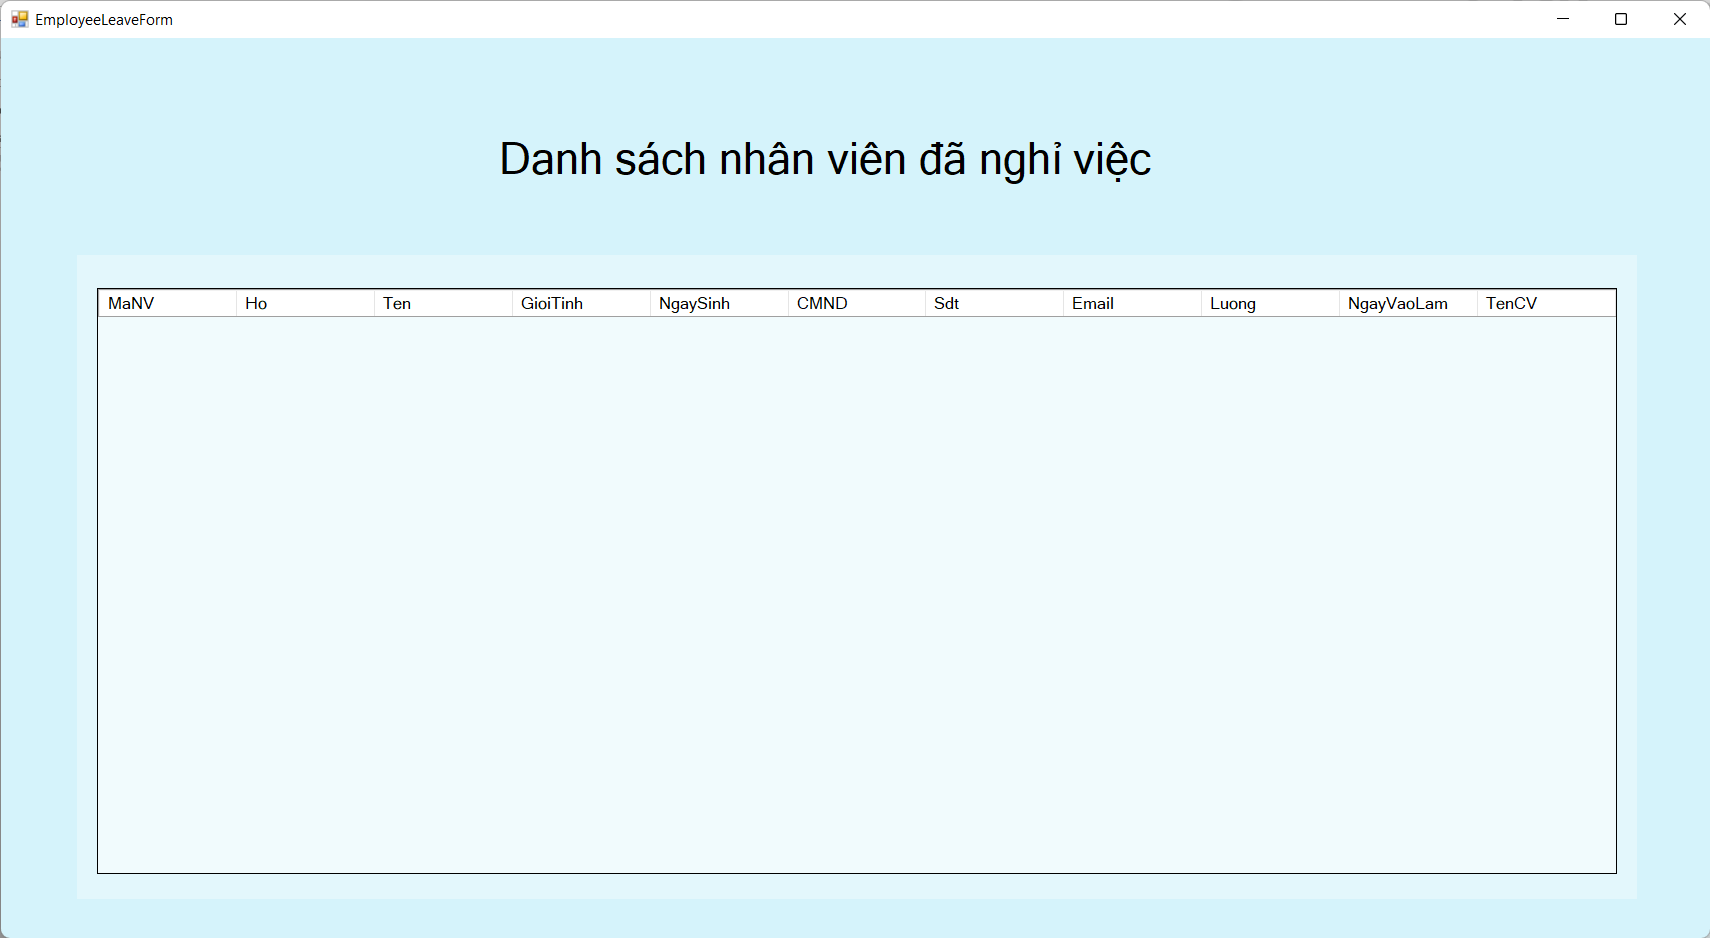 EmployeeLeaveForm
Danh sách nhân viên đã nghỉ việc
MaNV Ho Ten GioiTinh NgaySinh CMND Sdt Email Luong NgayVaoLam TenCV